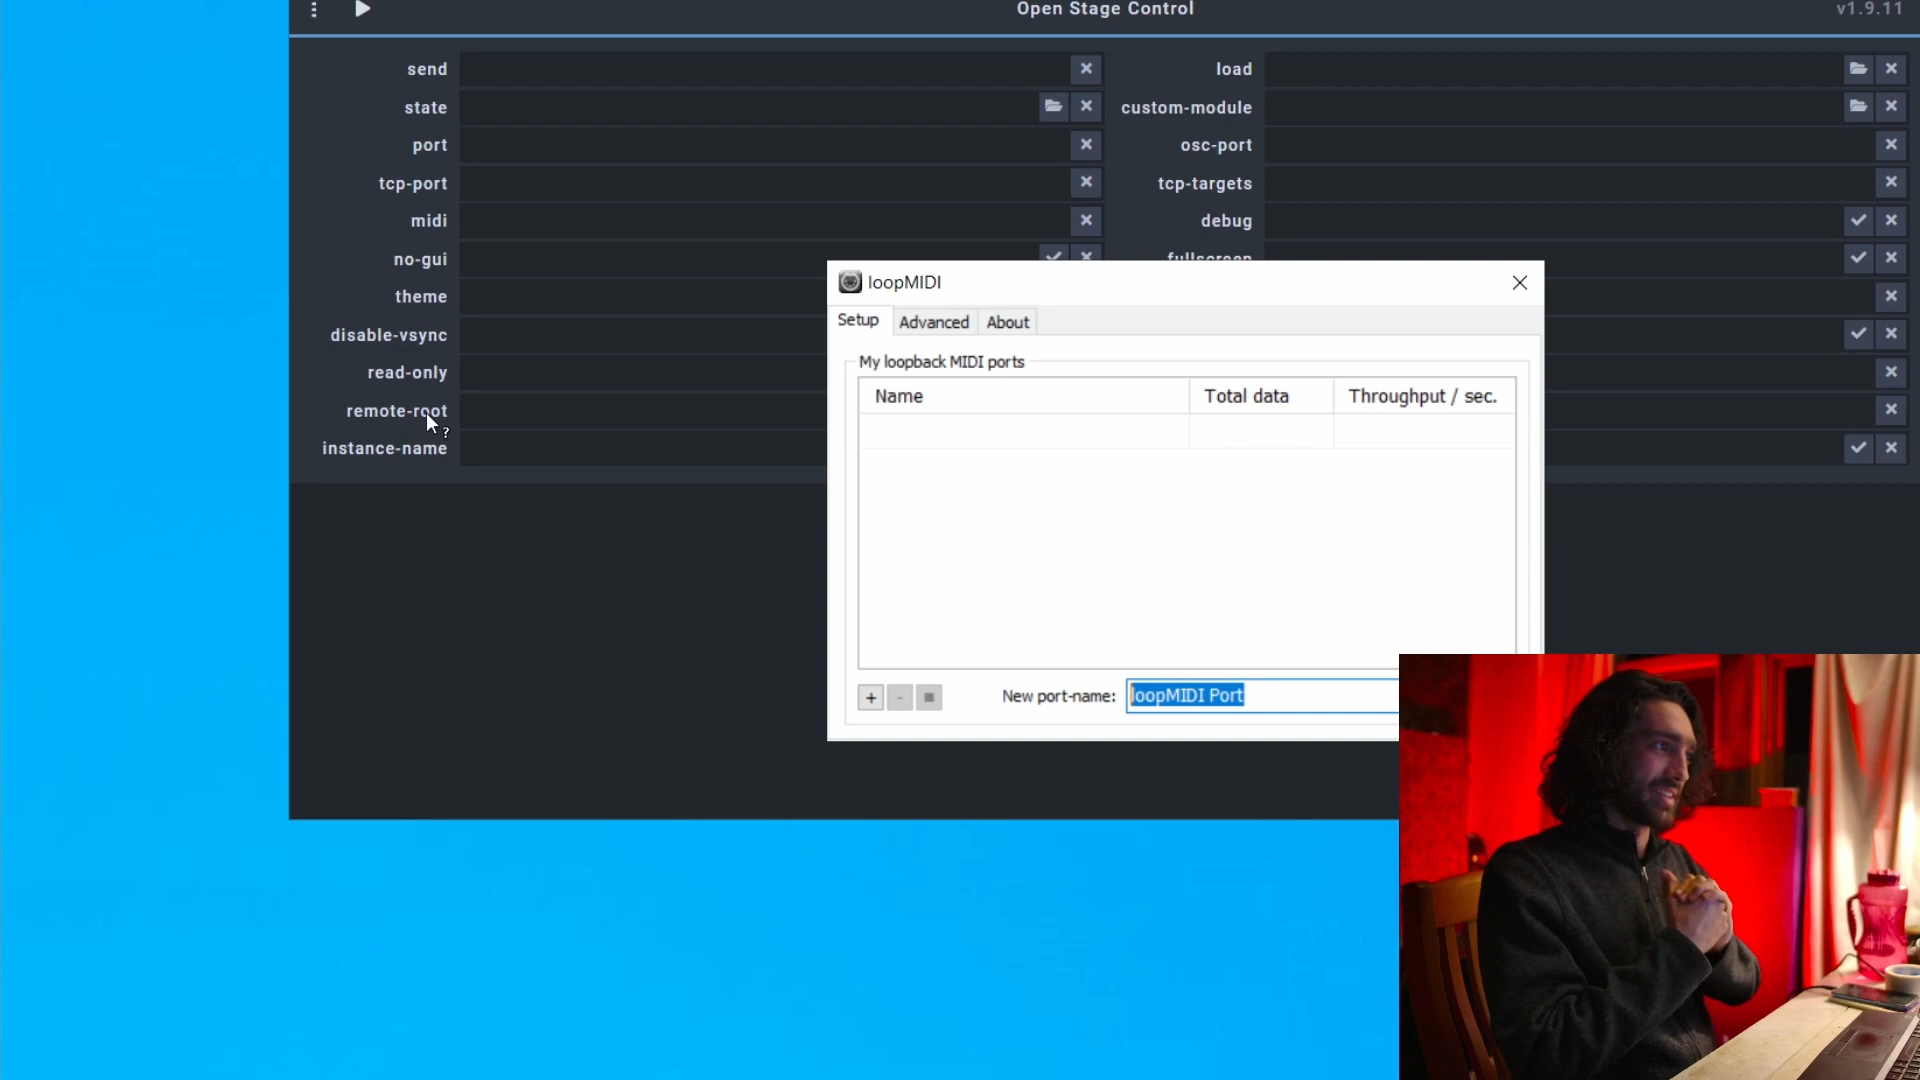 Open Stage Control
v1.9.11
send
load
state
custom-module
port
osc-port
tcp-port
tcp-targets
midi
debug
no-gui
fullscreen
theme
disable-vsync
read-only
remote-root
instance-name
loopMIDI
Setup
Advanced
About
My loopback MIDI ports
Name
Total data
Throughput / sec.
+
-
New port-name:
loopMIDI Port